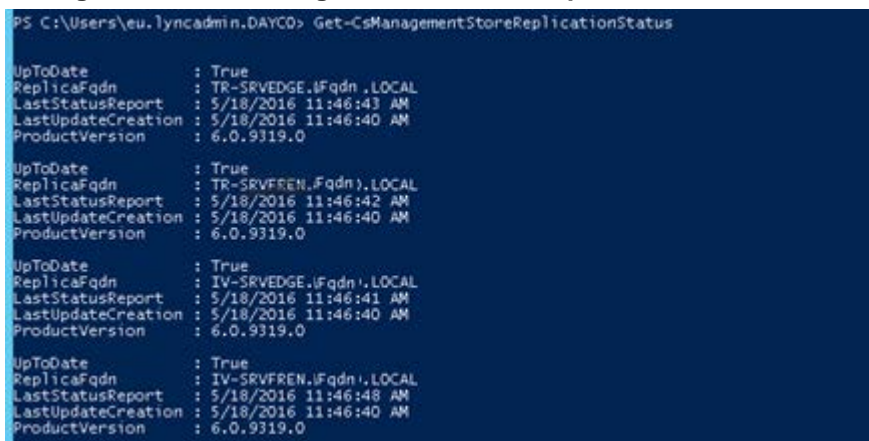 PS C:\Users\eu.lyncadmin.DAYCO> Get-CsManagementStoreReplicationStatus
UpToDate : True
ReplicaFqdn : TR-SRVEDGE.(Fqdn .LOCAL
LastStatusReport : 5/18/2016 11:46:43 AM
LastUpdateCreation : 5/18/2016 11:46:40 AM
ProductVersion : 6.0.9319.0
UpToDate : True
ReplicaFqdn : TR-SRVFREN.Fqdn).LOCAL
LastStatusReport : 5/18/2016 11:46:42 AM
LastUpdateCreation : 5/18/2016 11:46:40 AM
ProductVersion : 6.0.9319.0
UpToDate : True
ReplicaFqdn : IV-SRVEDGE.(Fqdn).LOCAL
LastStatusReport : 5/18/2016 11:46:41 AM
LastUpdateCreation : 5/18/2016 11:46:40 AM
ProductVersion : 6.0.9319.0
UpToDate : True
ReplicaFqdn : IV-SRVFREN.(Fqdn).LOCAL
LastStatusReport : 5/18/2016 11:46:48 AM
LastUpdateCreation : 5/18/2016 11:46:40 AM
ProductVersion : 6.0.9319.0